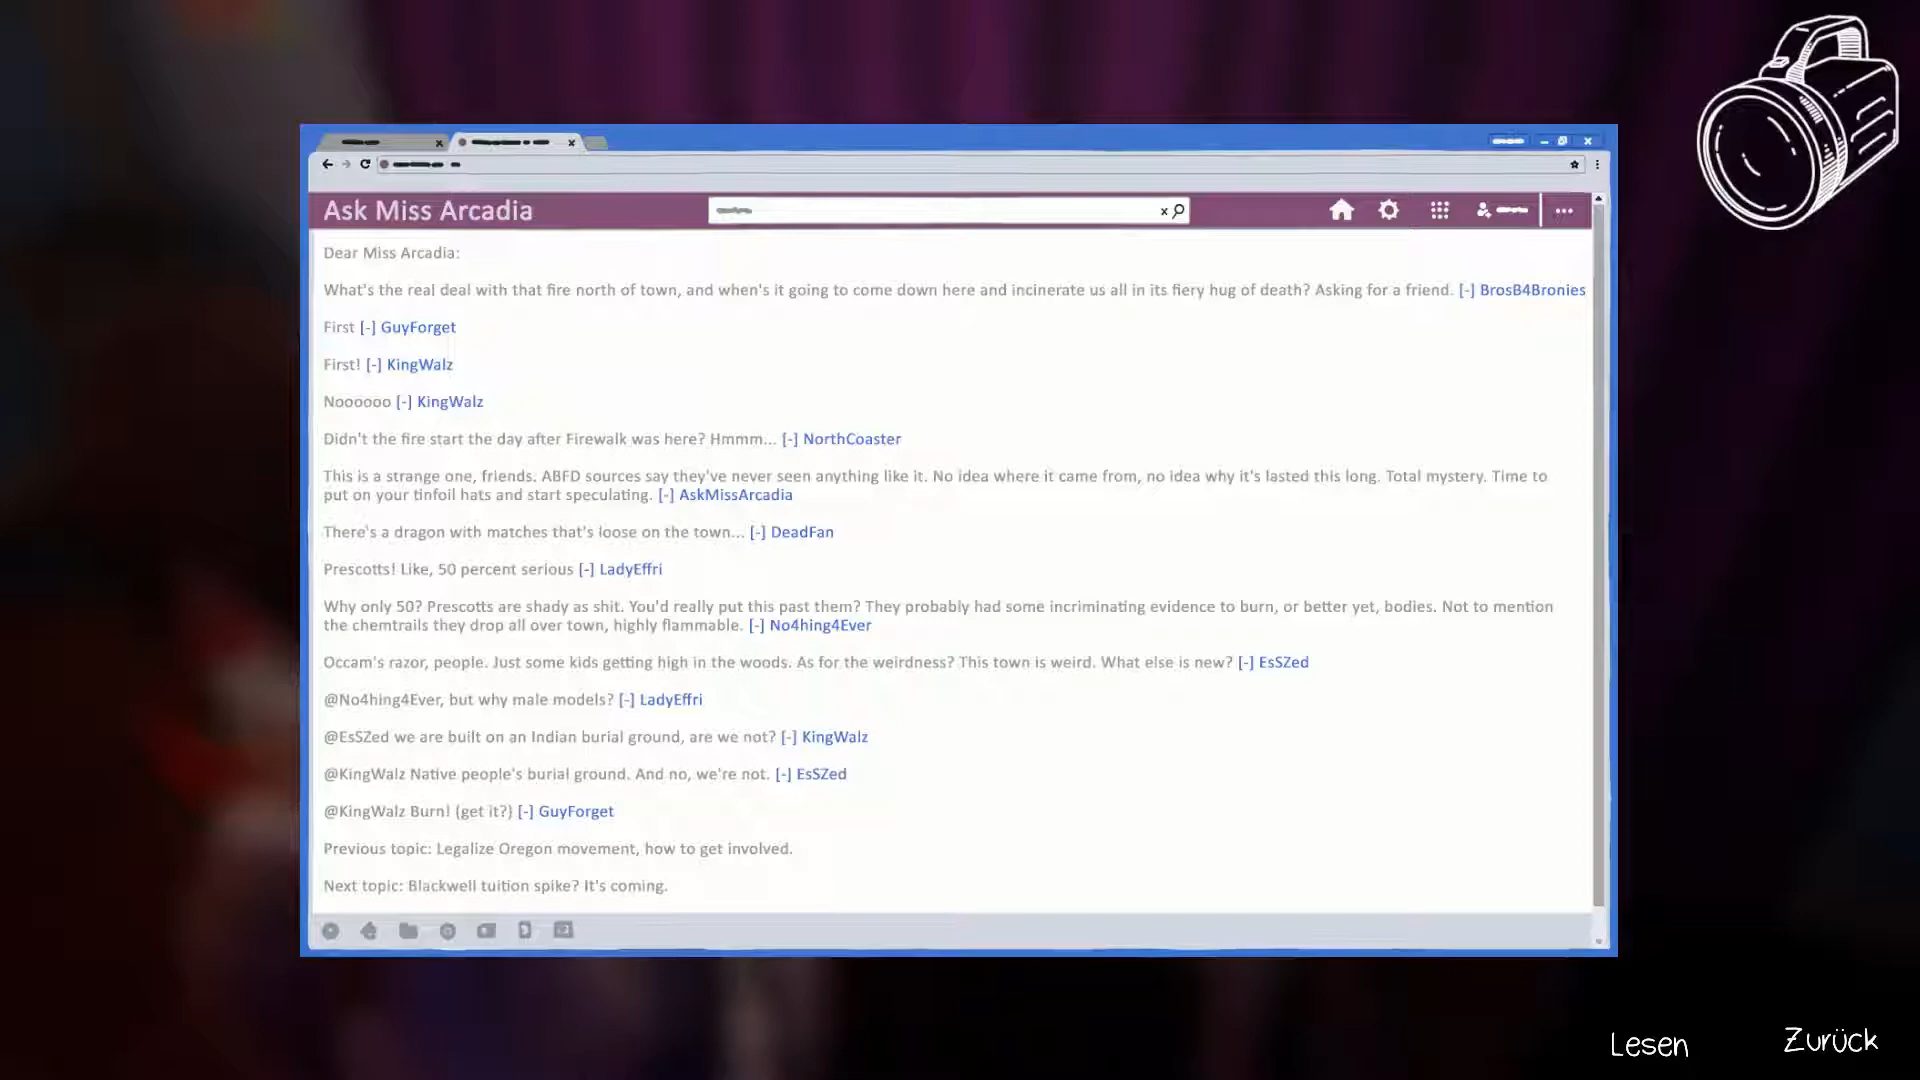 Ask Miss Arcadia
Dear Miss Arcadia:
What's the real deal with that fire north of town, and when's it going to come down here and incinerate us all in its fiery hug of death? Asking for a friend. [-] BrosB4Bronies
First [-] GuyForget
First! [-] KingWalz
Noooooo [-] KingWalz
Didn't the fire start the day after Firewalk was here? Hmmm... [-] NorthCoaster
This is a strange one, friends. ABFD sources say they've never seen anything like it. No idea where it came from, no idea why it's lasted this long. Total mystery. Time to
put on your tinfoil hats and start speculating. [-] AskMissArcadia
There's a dragon with matches that's loose on the town... [-] DeadFan
Prescotts! Like, 50 percent serious [-] LadyEffri
Why only 50? Prescotts are shady as shit. You'd really put this past them? They probably had some incriminating evidence to burn, or better yet, bodies. Not to mention
the chemtrails they drop all over town, highly flammable. [-] No4hing4Ever
Occam's razor, people. Just some kids getting high in the woods. As for the weirdness? This town is weird. What else is new? [-] EsSZed
@No4hing4Ever, but why male models? [-] LadyEffri
@EsSZed we are built on an Indian burial ground, are we not? [-] KingWalz
@KingWalz Native people's burial ground. And no, we're not. [-] EsSZed
@KingWalz Burn! (get it?) [-] GuyForget
Previous topic: Legalize Oregon movement, how to get involved.
Next topic: Blackwell tuition spike? It's coming.
Lesen
Zurück